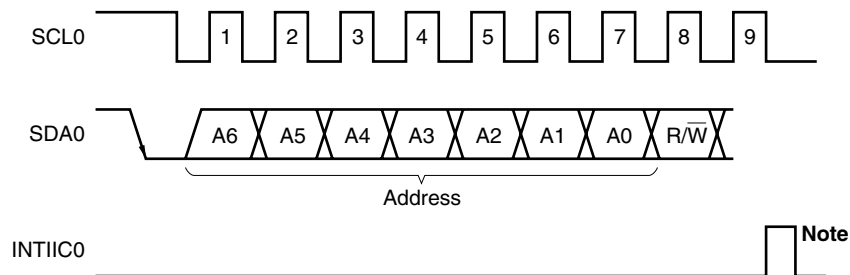 SCL0 1 2 3 4 5 6 7 8 9
SDA0 A6 A5 A4 A3 A2 A1 A0 R/W̅
Address
Note
INTIIC0